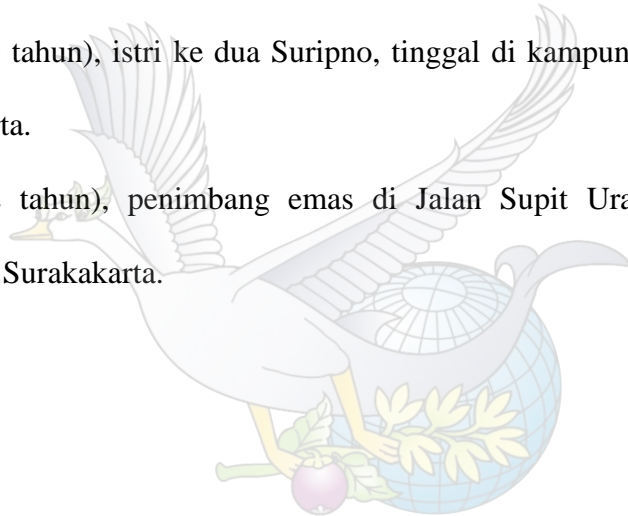 tahun), istri ke dua Suripno, tinggal di kampun
ta.
tahun), penimbang emas di Jalan Supit Ura
Surakakarta.